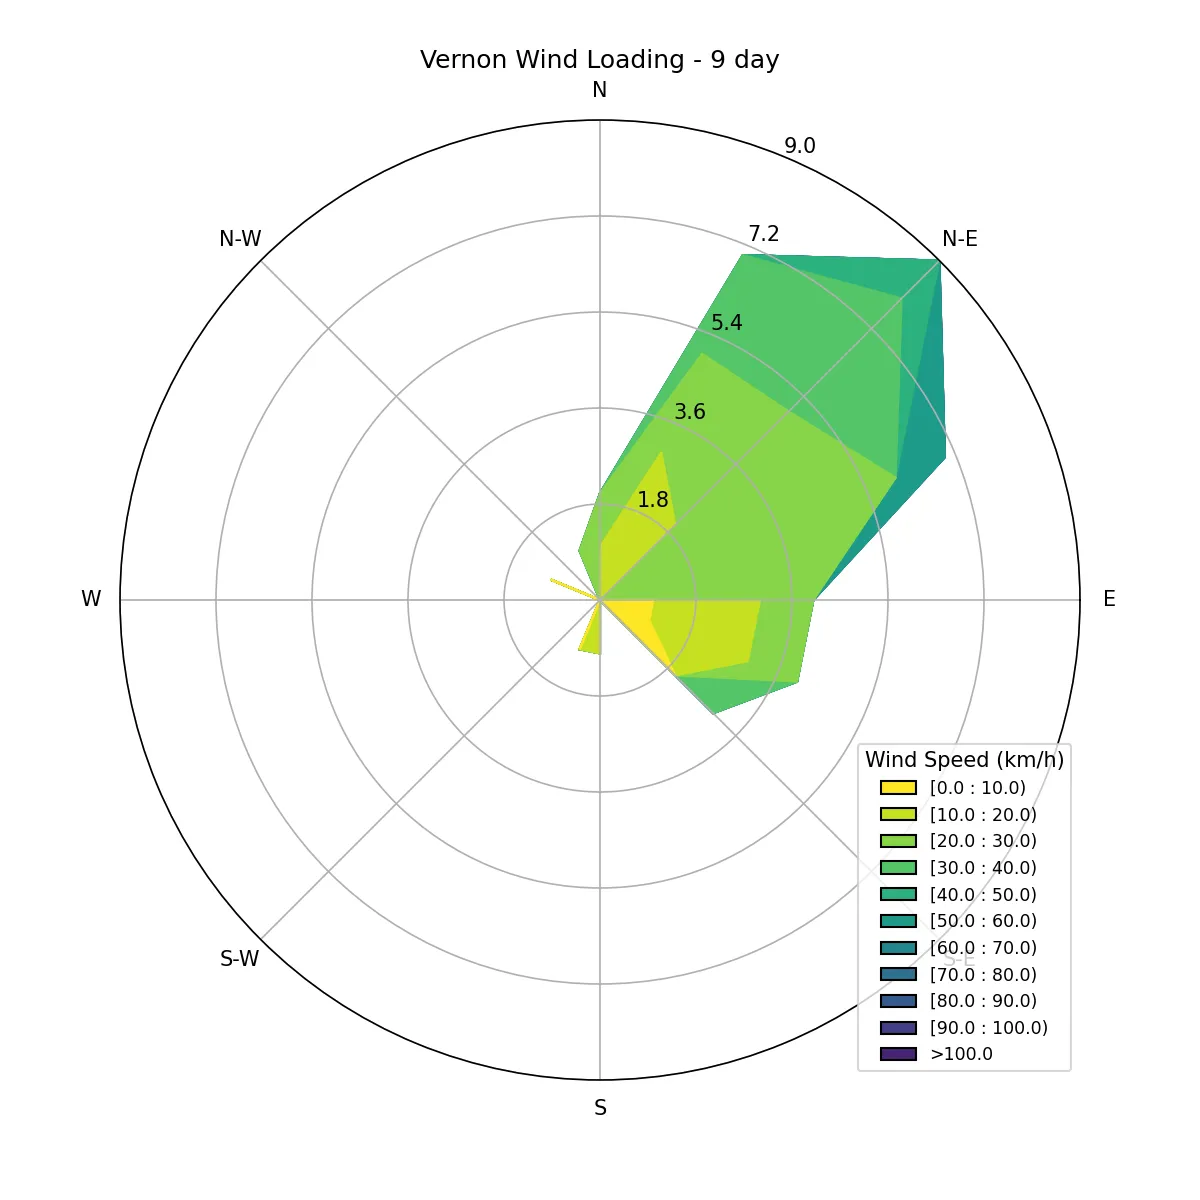 Vernon Wind Loading - 9 day
N
9.0
7.2
N-W
N-E
5.4
3.6
1.8
W
E
Wind Speed (km/h)
[0.0 : 10.0)
[10.0 : 20.0)
[20.0 : 30.0)
[30.0 : 40.0)
[40.0 : 50.0)
[50.0 : 60.0)
[60.0 : 70.0)
S-W
S-E
[70.0 : 80.0)
[80.0 : 90.0)
[90.0 : 100.0)
>100.0
S